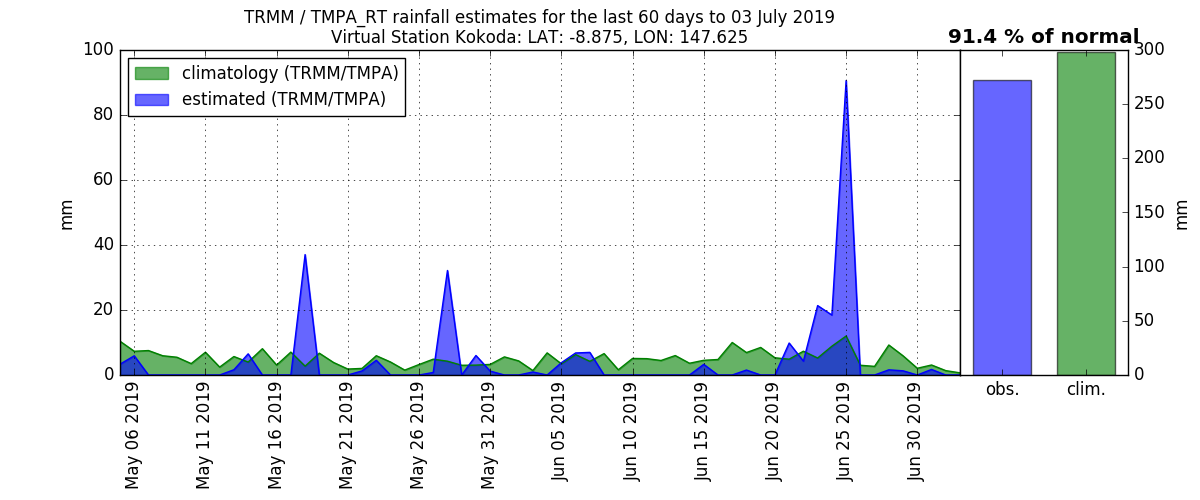 TRMM / TMPA_RT rainfall estimates for the last 60 days to 03 July 2019
Virtual Station Kokoda: LAT: -8.875, LON: 147.625
91.4 % of normal
climatology (TRMM/TMPA)
estimated (TRMM/TMPA)
100
80
60
40
20
0
mm
300
250
200
150
100
50
0
mm
May 06 2019
May 11 2019
May 16 2019
May 21 2019
May 26 2019
May 31 2019
Jun 05 2019
Jun 10 2019
Jun 15 2019
Jun 20 2019
Jun 25 2019
Jun 30 2019
obs.
clim.